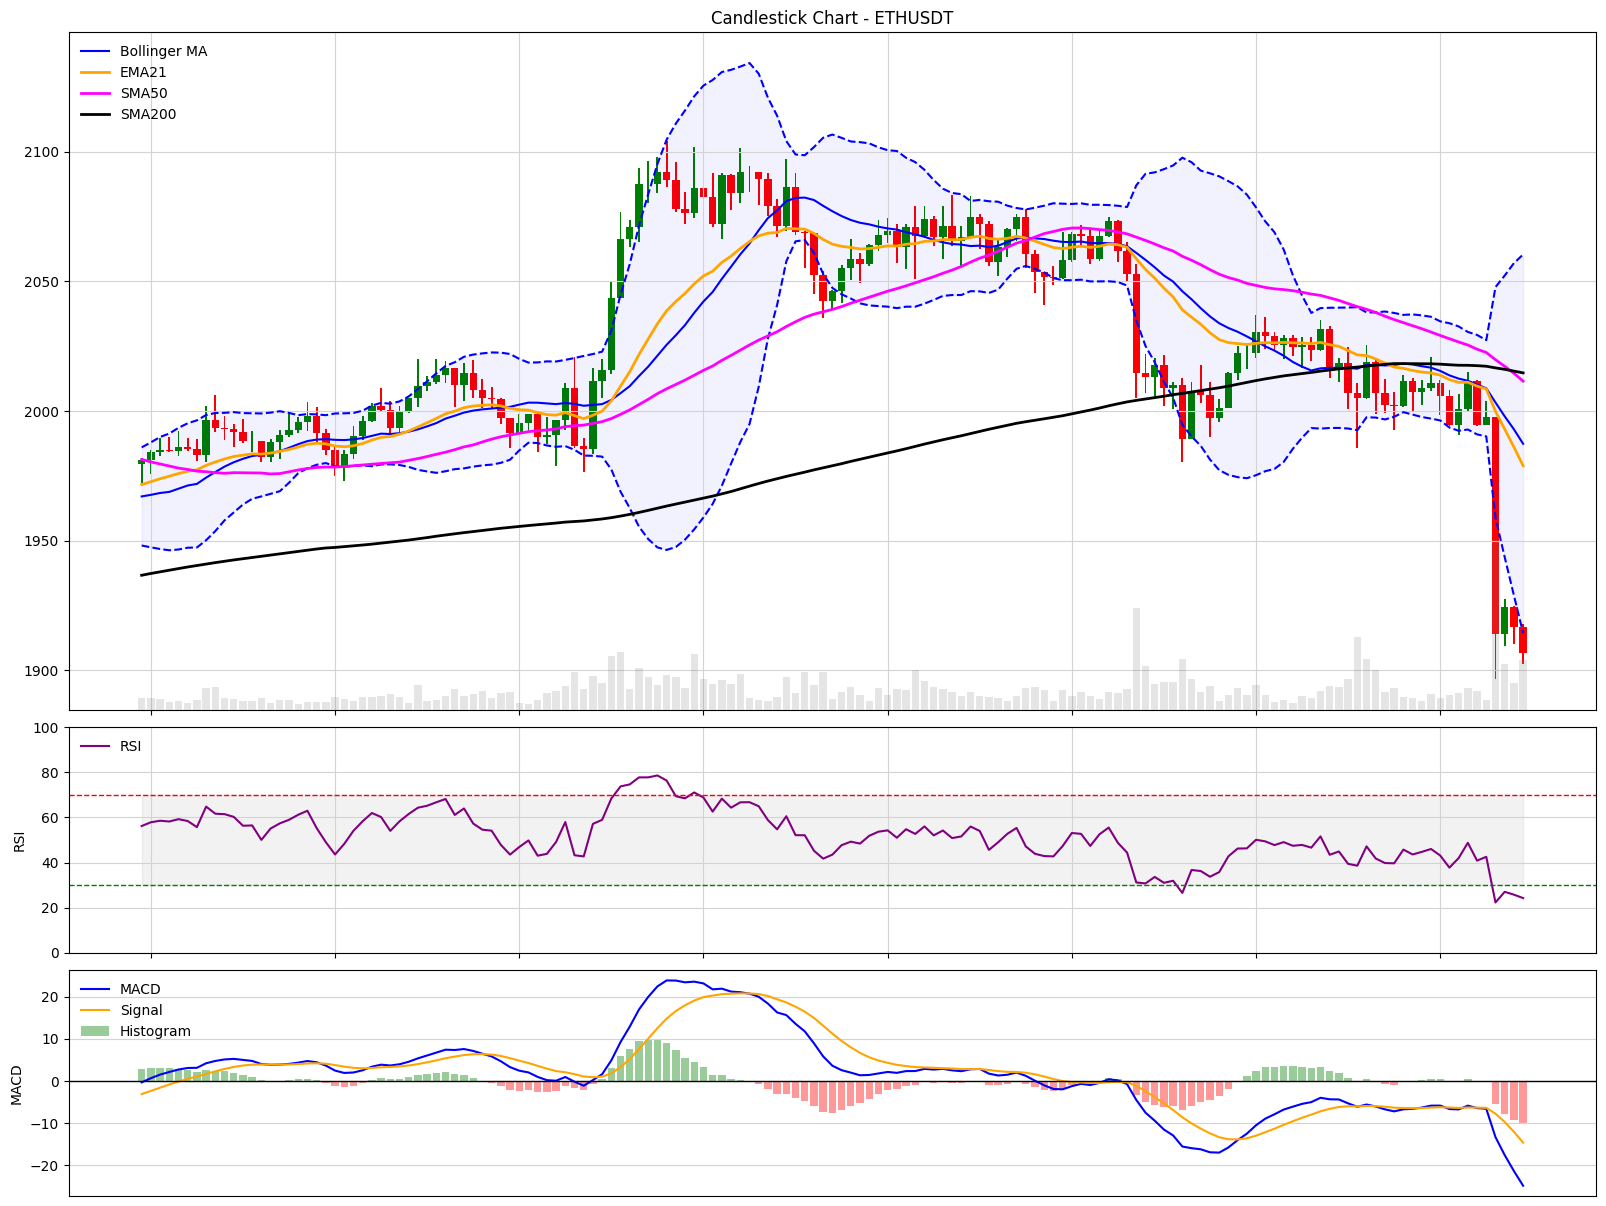 Candlestick Chart - ETHUSDT
Bollinger MA
EMA21
SMA50
SMA200
2100
2050
2000
1950
1900
100
80
60
40
20
0
RSI
RSI
20
10
0
−10
−20
MACD
MACD
Signal
Histogram